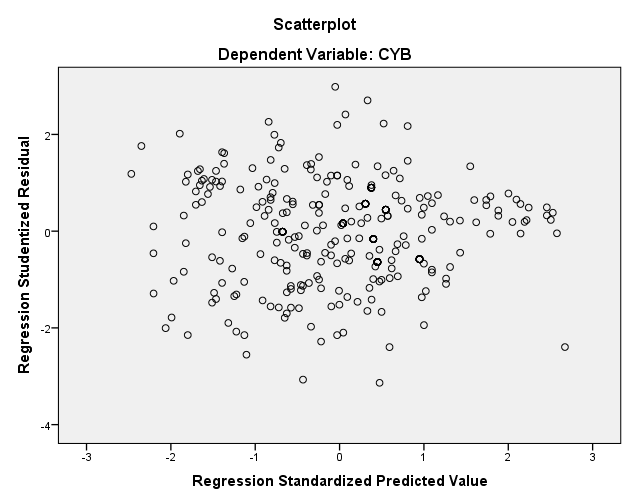 Scatterplot
Dependent Variable: CYB
Regression Studentized Residual
2
0
-2
-4
-3
-2
-1
0
1
2
3
Regression Standardized Predicted Value